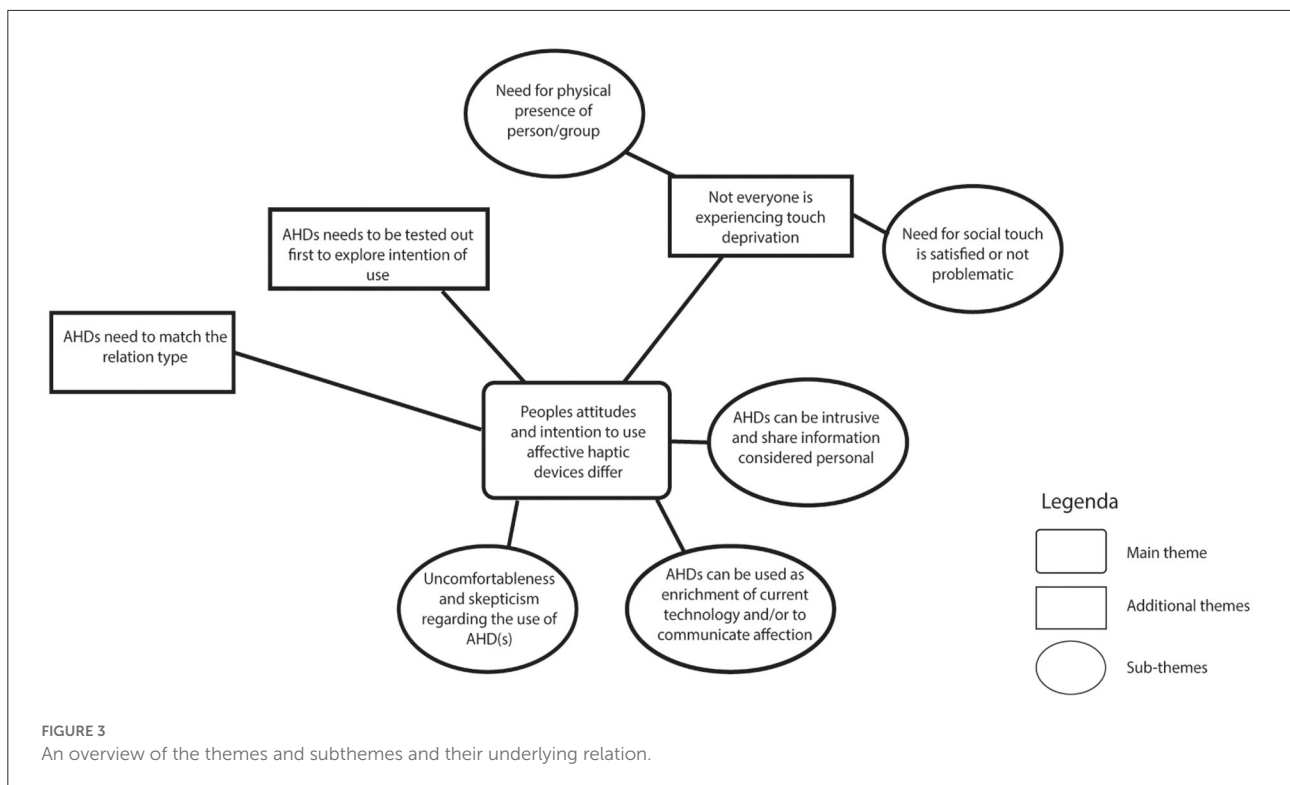 Need for physical
presence of
person/group
Not everyone is
experiencing touch
deprivation
Need for social touch
is satisfied or not
problematic
AHDs needs to be tested out
first to explore intention of
use
AHDs need to match the
relation type
Peoples attitudes
and intention to use
affective haptic
devices differ
AHDs can be intrusive
and share information
considered personal
Uncomfortableness
and skepticism
regarding the use of
AHD(s)
AHDs can be used as
enrichment of current
technology and/or to
communicate affection
Legenda
Main theme
Additional themes
Sub-themes
FIGURE 3
An overview of the themes and subthemes and their underlying relation.